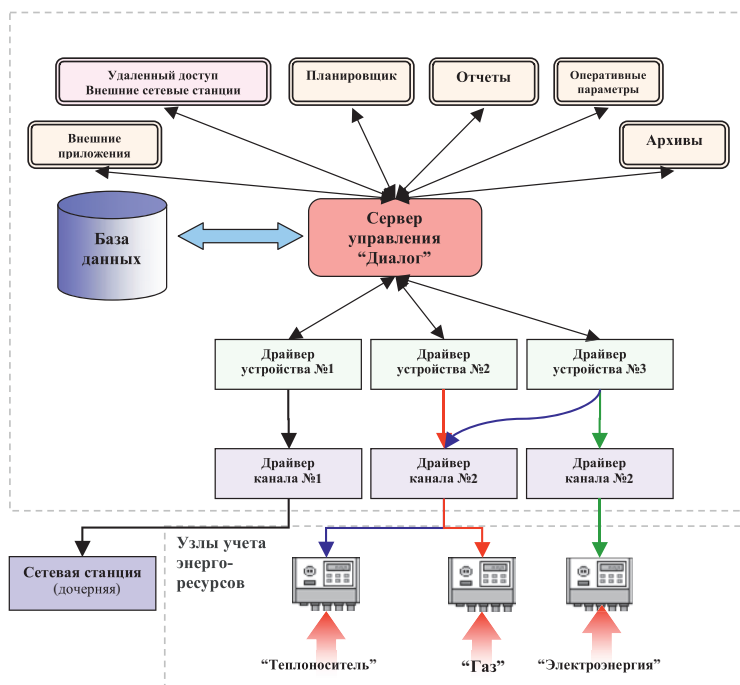 Удаленный доступ
Внешние сетевые станции
Планировщик
Отчеты
Оперативные
параметры
Внешние
приложения
Архивы
База
данных
Сервер
управления
“Диалог”
Драйвер
устройства №1
Драйвер
устройства №2
Драйвер
устройства №3
Драйвер
канала №1
Драйвер
канала №2
Драйвер
канала №2
Узлы учета
энерго-
ресурсов
Сетевая станция
(дочерняя)
“Теплоноситель”
“Газ”
“Электроэнергия”